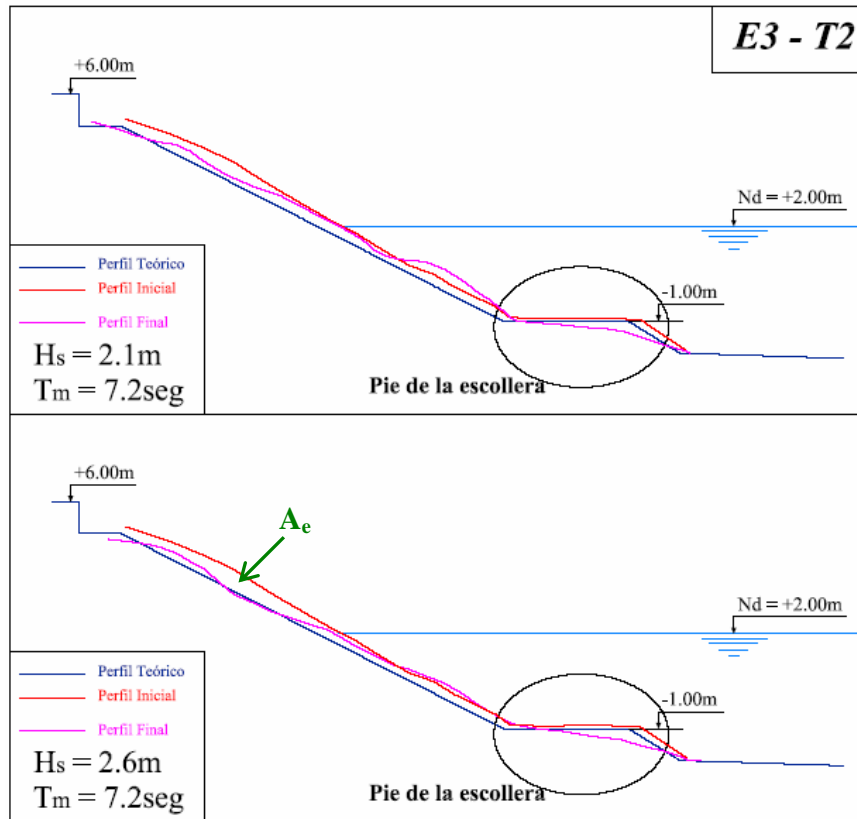 E3 - T2
+6.00m
Nd = +2.00m
Perfil Teórico
Perfil Inicial
Perfil Final
-1.00m
Hs = 2.1m
Tm = 7.2seg
Pie de la escollera
+6.00m
Ae
Nd = +2.00m
Perfil Teórico
Perfil Inicial
Perfil Final
-1.00m
Hs = 2.6m
Tm = 7.2seg
Pie de la escollera